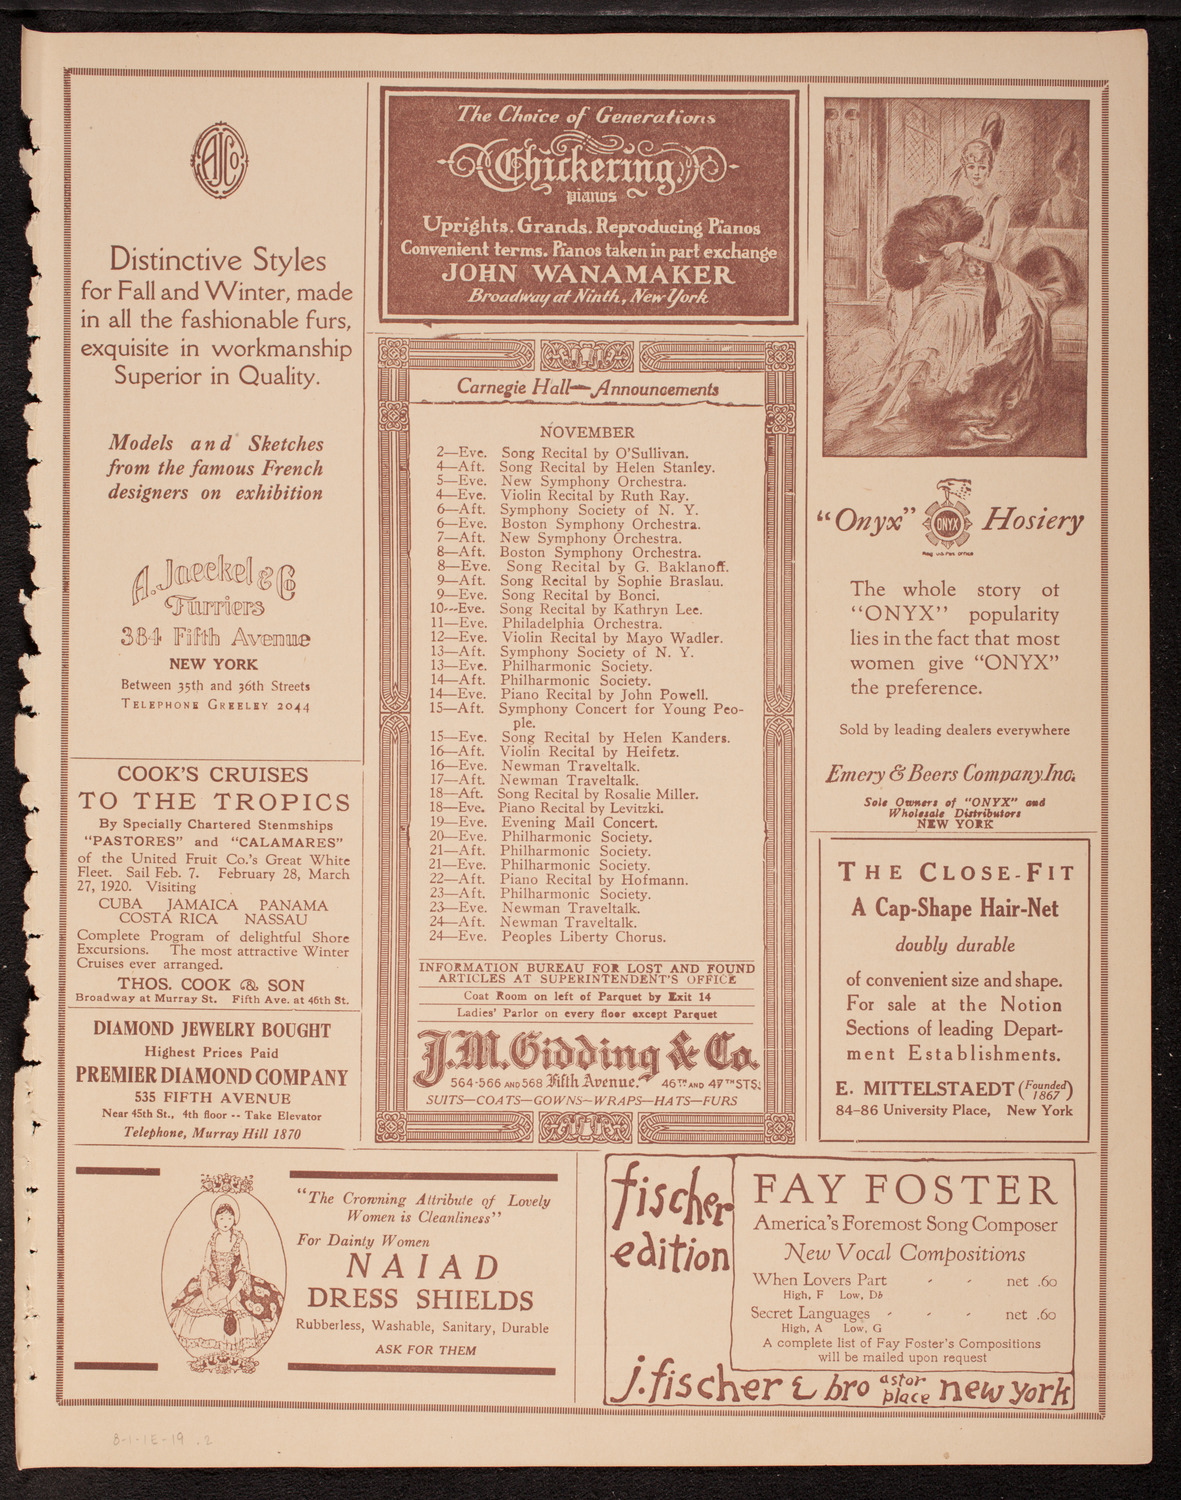 AJCo
Distinctive Styles
for Fall and Winter, made
in all the fashionable furs,
exquisite in workmanship
Superior in Quality.
Models and Sketches
from the famous French
designers on exhibition
A. Jaeckel & Co
Furriers
384 Fifth Avenue
NEW YORK
Between 35th and 36th Streets
TELEPHONE GREELEY 2044
COOK'S CRUISES
TO THE TROPICS
By Specially Chartered Stenmships
"PASTORES" and "CALAMARES"
of the United Fruit Co.'s Great White
Fleet. Sail Feb. 7. February 28, March
27, 1920. Visiting
CUBA JAMAICA PANAMA
COSTA RICA NASSAU
Complete Program of delightful Shore
Excursions. The most attractive Winter
Cruises ever arranged.
THOS. COOK & SON
Broadway at Murray St. Fifth Ave. at 46th St.
DIAMOND JEWELRY BOUGHT
Highest Prices Paid
PREMIER DIAMOND COMPANY
535 FIFTH AVENUE
Near 45th St., 4th floor -- Take Elevator
Telephone, Murray Hill 1870
The Choice of Generations
Chickering
pianos
Uprights. Grands. Reproducing Pianos
Convenient terms. Pianos taken in part exchange
JOHN WANAMAKER
Broadway at Ninth, New York
Carnegie Hall—Announcements
NOVEMBER
2—Eve. Song Recital by O'Sullivan.
4—Aft. Song Recital by Helen Stanley.
5—Eve. New Symphony Orchestra.
4—Eve. Violin Recital by Ruth Ray.
6—Aft. Symphony Society of N. Y.
6—Eve. Boston Symphony Orchestra.
7—Aft. New Symphony Orchestra.
8—Aft. Boston Symphony Orchestra.
8—Eve. Song Recital by G. Baklanoff.
9—Aft. Song Recital by Sophie Braslau.
9—Eve. Song Recital by Bonci.
10---Eve. Song Recital by Kathryn Lee.
11—Eve. Philadelphia Orchestra.
12—Eve. Violin Recital by Mayo Wadler.
13—Aft. Symphony Society of N. Y.
13—Eve. Philharmonic Society.
14—Aft. Philharmonic Society.
14—Eve. Piano Recital by John Powell.
15—Aft. Symphony Concert for Young Peo-
ple.
15—Eve. Song Recital by Helen Kanders.
16—Aft. Violin Recital by Heifetz.
16—Eve. Newman Traveltalk.
17—Aft. Newman Traveltalk.
18—Aft. Song Recital by Rosalie Miller.
18—Eve. Piano Recital by Levitzki.
19—Eve. Evening Mail Concert.
20—Eve. Philharmonic Society.
21—Aft. Philharmonic Society.
21—Eve. Philharmonic Society.
22—Aft. Piano Recital by Hofmann.
23—Aft. Philharmonic Society.
23—Eve. Newman Traveltalk.
24—Aft. Newman Traveltalk.
24—Eve. Peoples Liberty Chorus.
INFORMATION BUREAU FOR LOST AND FOUND
ARTICLES AT SUPERINTENDENT'S OFFICE
Coat Room on left of Parquet by Exit 14
Ladies' Parlor on every floor except Parquet
J.M. Gidding & Co.
564-566 AND 568 Fifth Avenue. 46TH AND 47TH STS.
SUITS—COATS—GOWNS—WRAPS—HATS—FURS
"Onyx" ONYX Hosiery
Reg. U.S. Pat. Office
The whole story of
"ONYX" popularity
lies in the fact that most
women give "ONYX"
the preference.
Sold by leading dealers everywhere
Emery & Beers Company, Inc.
Sole Owners of "ONYX" and
Wholesale Distributors
NEW YORK
THE CLOSE-FIT
A Cap-Shape Hair-Net
doubly durable
of convenient size and shape.
For sale at the Notion
Sections of leading Depart-
ment Establishments.
E. MITTELSTAEDT (Founded 1867)
84-86 University Place, New York
"The Crowning Attribute of Lovely
Women is Cleanliness"
For Dainty Women
NAIAD
DRESS SHIELDS
Rubberless, Washable, Sanitary, Durable
ASK FOR THEM
fischer
edition
FAY FOSTER
America's Foremost Song Composer
New Vocal Compositions
When Lovers Part - - net .60
High, F Low, D♭
Secret Languages - - - net .60
High, A Low, G
A complete list of Fay Foster's Compositions
will be mailed upon request
j. fischer & bro astor place new york
8-1-1E-19 .2